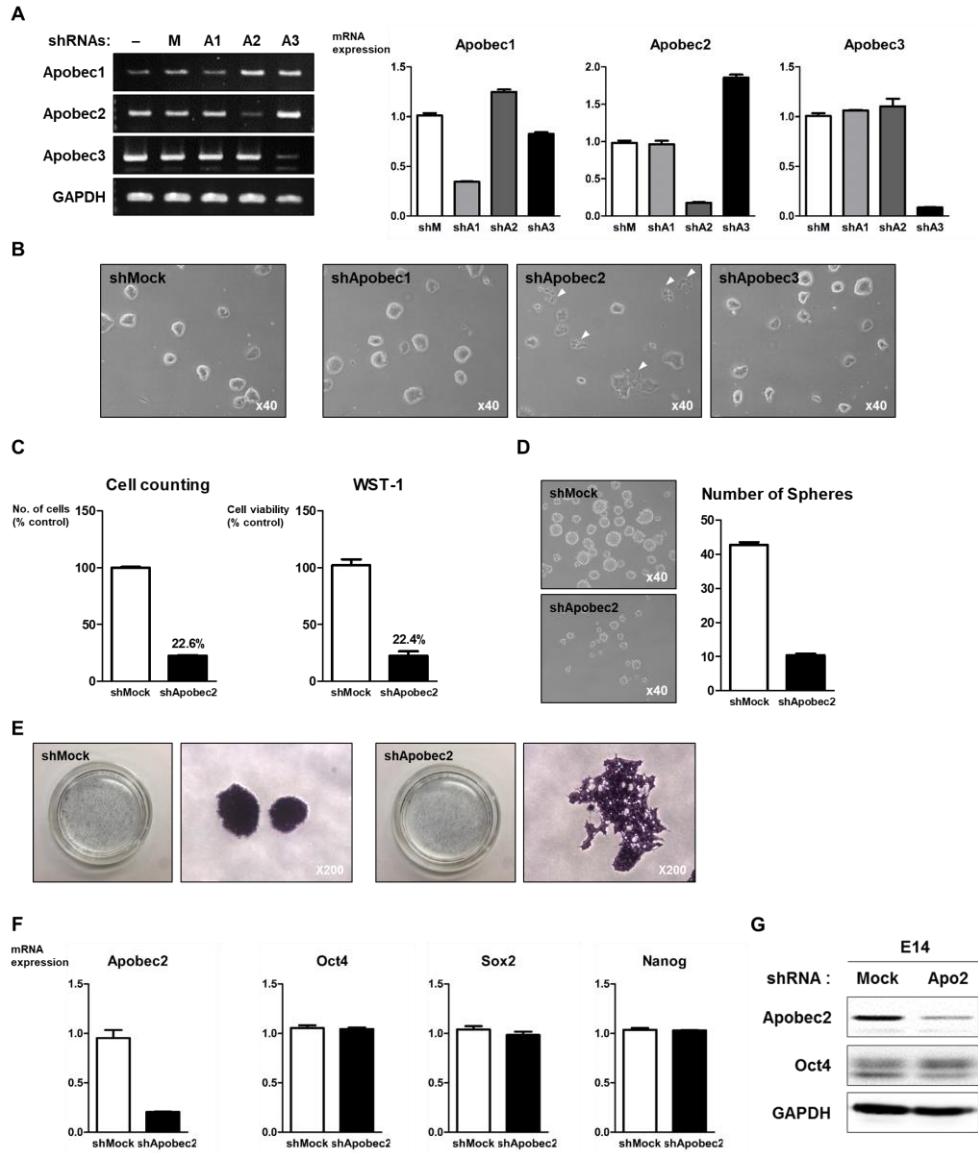 A
shRNAs: – M A1 A2 A3
Apobec1
Apobec2
Apobec3
GAPDH
mRNA
expression
Apobec1
1.5
1.0
0.5
0.0
shM shA1 shA2 shA3
Apobec2
2.0
1.5
1.0
0.5
0.0
shM shA1 shA2 shA3
Apobec3
1.5
1.0
0.5
0.0
shM shA1 shA2 shA3
B
shMock
x40
shApobec1
x40
shApobec2
x40
shApobec3
x40
C
Cell counting
No. of cells
(% control)
150
100
50
0
22.6%
shMock shApobec2
WST-1
Cell viability
(% control)
150
100
50
0
22.4%
shMock shApobec2
D
shMock
x40
shApobec2
x40
Number of Spheres
50
40
30
20
10
0
shMock shApobec2
E
shMock
X200
shApobec2
X200
F
mRNA
expression
Apobec2
1.5
1.0
0.5
0.0
shMock shApobec2
Oct4
1.5
1.0
0.5
0.0
shMock shApobec2
Sox2
1.5
1.0
0.5
0.0
shMock shApobec2
Nanog
1.5
1.0
0.5
0.0
shMock shApobec2
G
E14
shRNA : Mock Apo2
Apobec2
Oct4
GAPDH